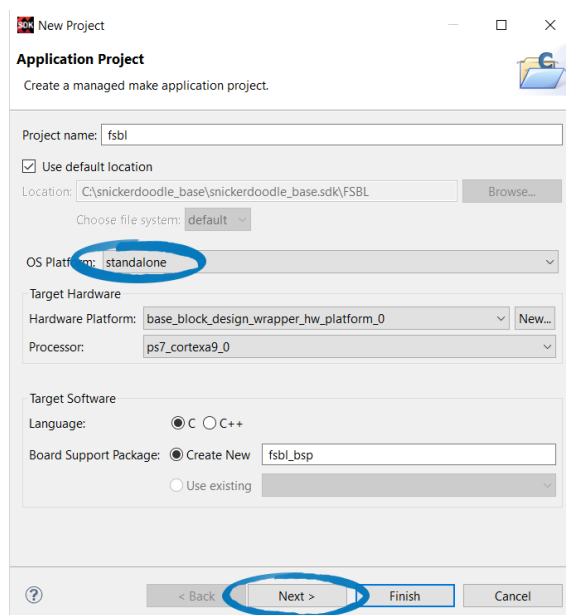 SDK New Project
Application Project
Create a managed make application project.
C
Project name: fsbl
Use default location
Location: C:\snickerdoodle_base\snickerdoodle_base.sdk\FSBL Browse...
Choose file system: default
OS Platform: standalone
Target Hardware
Hardware Platform: base_block_design_wrapper_hw_platform_0 New...
Processor: ps7_cortexa9_0
Target Software
Language: C C++
Board Support Package: Create New fsbl_bsp
Use existing
? < Back Next > Finish Cancel